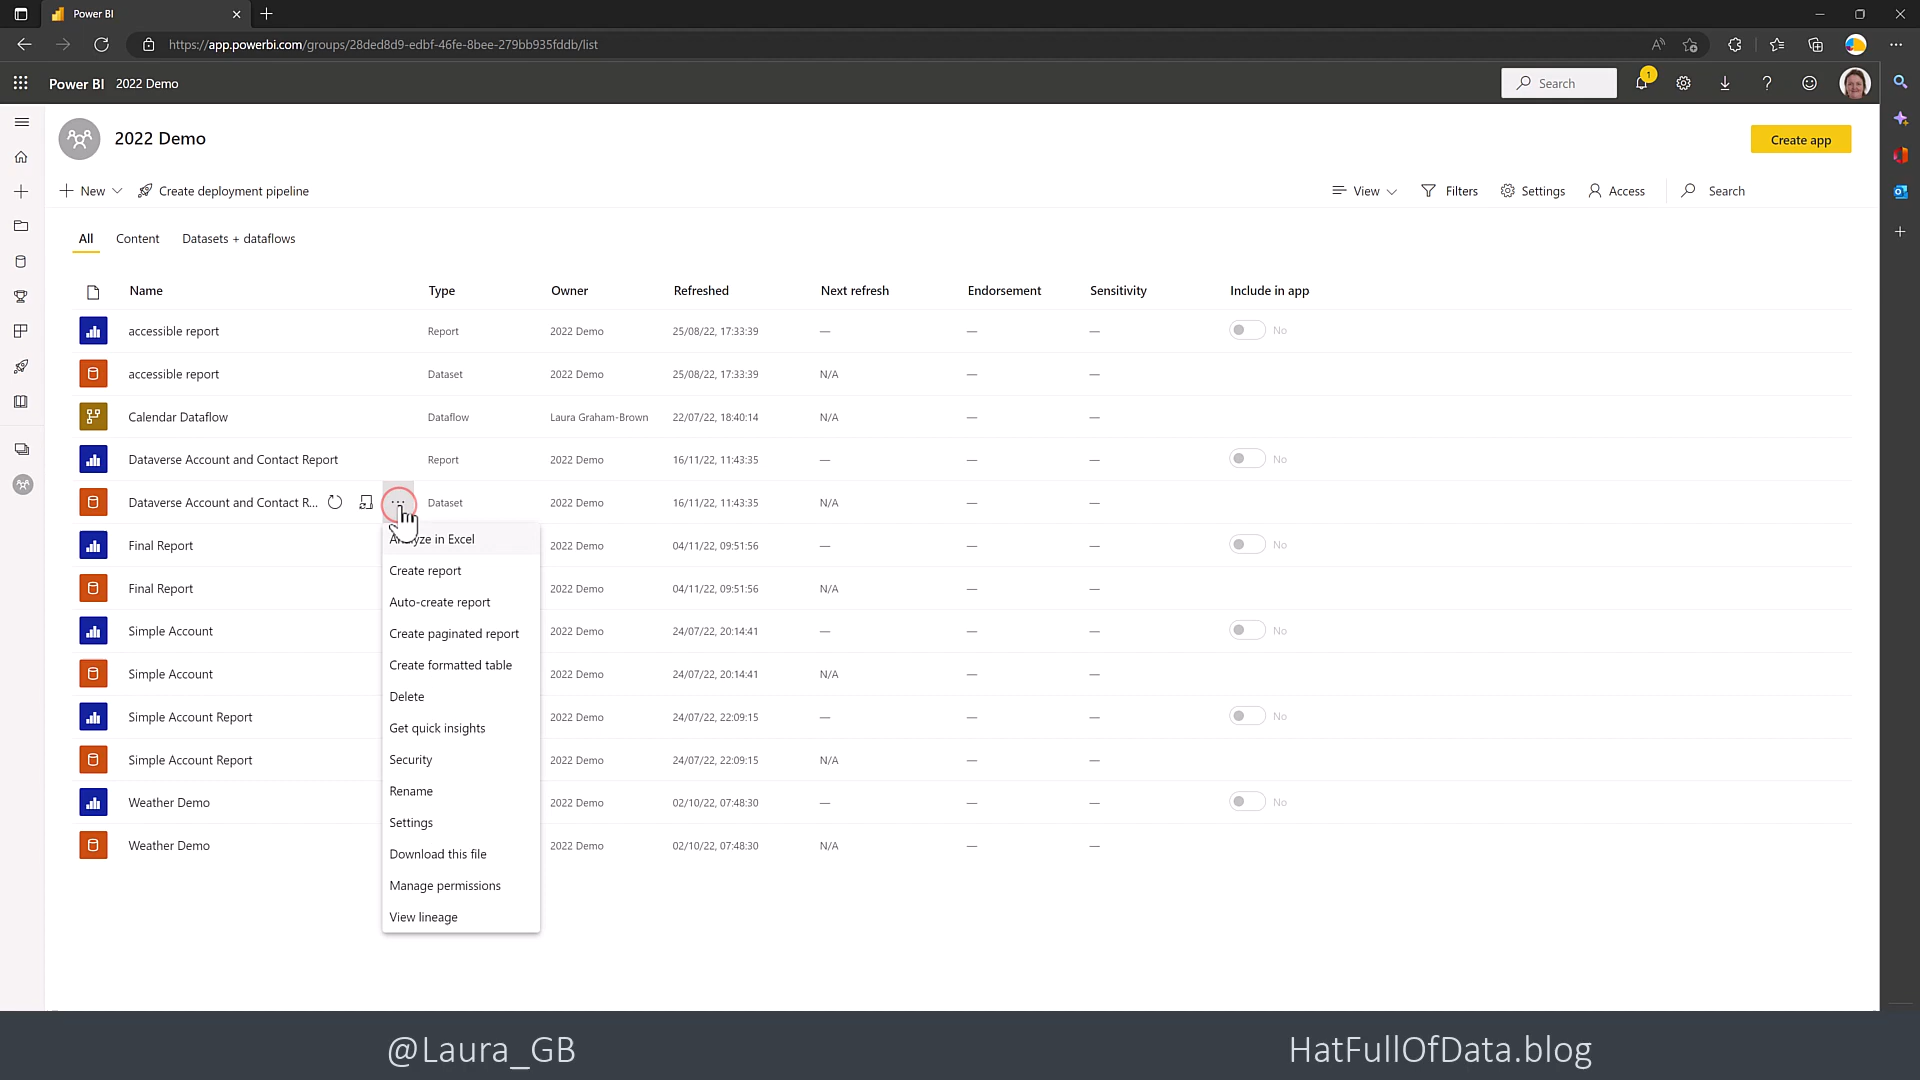 Power BI
https://app.powerbi.com/groups/28ded8d9-edbf-46fe-8bee-279bb935fddb/list
Power BI 2022 Demo Search 1
2022 Demo Create app
New Create deployment pipeline View Filters Settings Access Search
All Content Datasets + dataflows
Name Type Owner Refreshed Next refresh Endorsement Sensitivity Include in app
accessible report Report 2022 Demo 25/08/22, 17:33:39 — — — No
accessible report Dataset 2022 Demo 25/08/22, 17:33:39 N/A — —
Calendar Dataflow Dataflow Laura Graham-Brown 22/07/22, 18:40:14 N/A — —
Dataverse Account and Contact Report Report 2022 Demo 16/11/22, 11:43:35 — — — No
Dataverse Account and Contact R... Dataset 2022 Demo 16/11/22, 11:43:35 N/A — —
Final Report 2022 Demo 04/11/22, 09:51:56 — — — No
Final Report 2022 Demo 04/11/22, 09:51:56 N/A — —
Simple Account 2022 Demo 24/07/22, 20:14:41 — — — No
Simple Account 2022 Demo 24/07/22, 20:14:41 N/A — —
Simple Account Report 2022 Demo 24/07/22, 22:09:15 — — — No
Simple Account Report 2022 Demo 24/07/22, 22:09:15 N/A — —
Weather Demo 2022 Demo 02/10/22, 07:48:30 — — — No
Weather Demo 2022 Demo 02/10/22, 07:48:30 N/A — —
Analyze in Excel
Create report
Auto-create report
Create paginated report
Create formatted table
Delete
Get quick insights
Security
Rename
Settings
Download this file
Manage permissions
View lineage
@Laura_GB HatFullOfData.blog